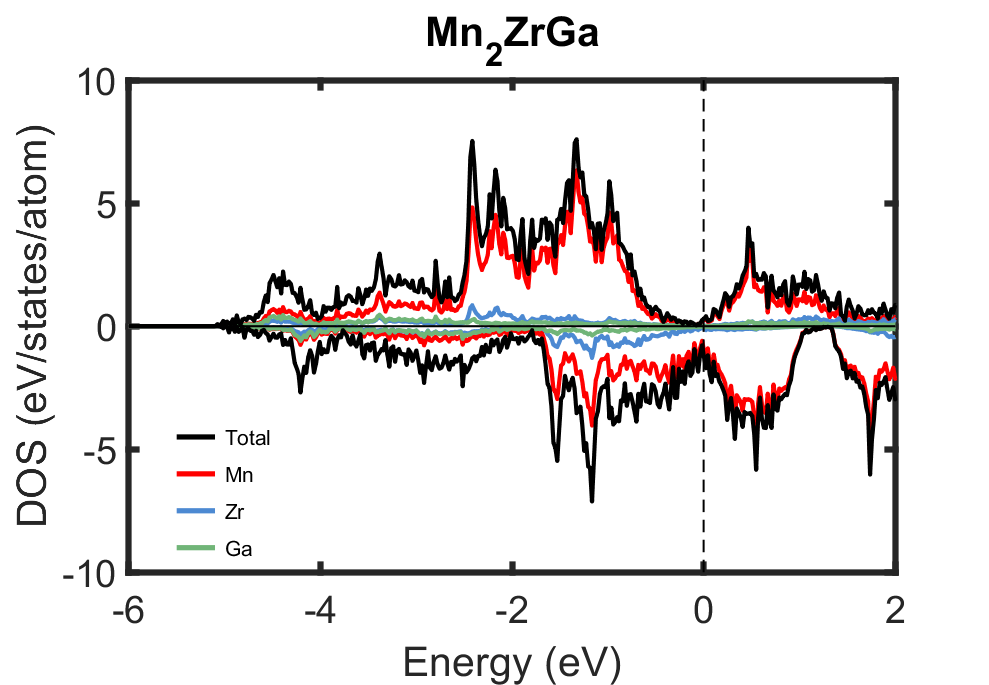 Mn2ZrGa
DOS (eV/states/atom)
10
5
0
-5
-10
Total
Mn
Zr
Ga
-6 -4 -2 0 2
Energy (eV)